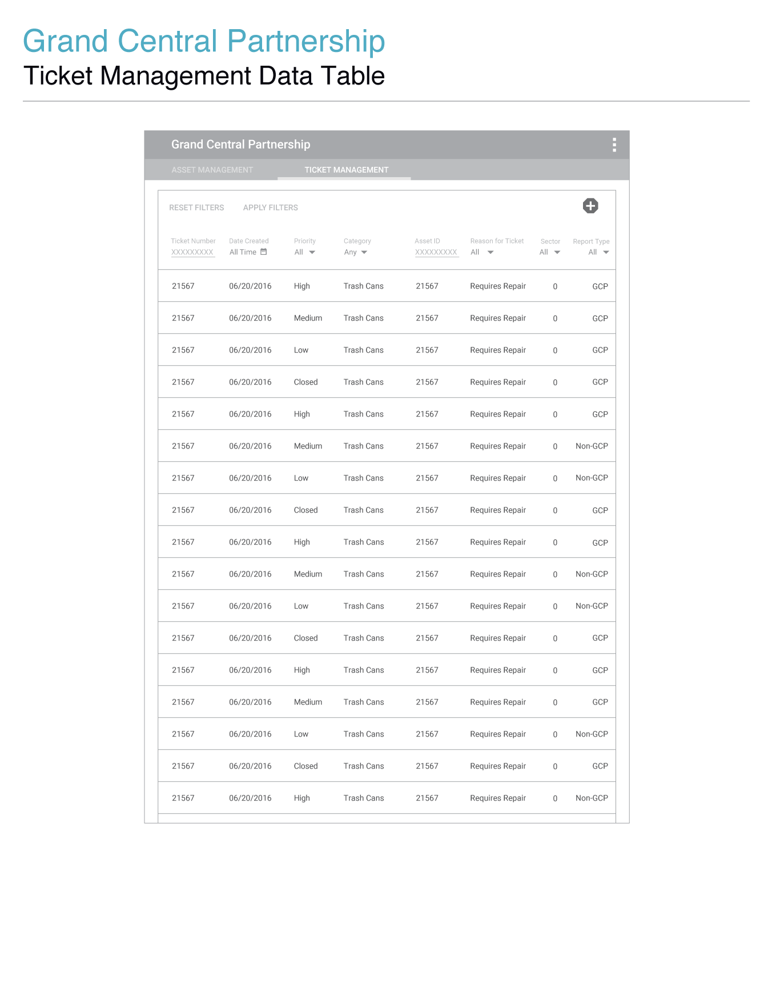 Grand Central Partnership
Ticket Management Data Table
Grand Central Partnership
ASSET MANAGEMENT TICKET MANAGEMENT
RESET FILTERS APPLY FILTERS
Ticket Number Date Created Priority Category Asset ID Reason for Ticket Sector Report Type
XXXXXXXXX All Time All Any XXXXXXXXX All All All
21567 06/20/2016 High Trash Cans 21567 Requires Repair 0 GCP
21567 06/20/2016 Medium Trash Cans 21567 Requires Repair 0 GCP
21567 06/20/2016 Low Trash Cans 21567 Requires Repair 0 GCP
21567 06/20/2016 Closed Trash Cans 21567 Requires Repair 0 GCP
21567 06/20/2016 High Trash Cans 21567 Requires Repair 0 GCP
21567 06/20/2016 Medium Trash Cans 21567 Requires Repair 0 Non-GCP
21567 06/20/2016 Low Trash Cans 21567 Requires Repair 0 Non-GCP
21567 06/20/2016 Closed Trash Cans 21567 Requires Repair 0 GCP
21567 06/20/2016 High Trash Cans 21567 Requires Repair 0 GCP
21567 06/20/2016 Medium Trash Cans 21567 Requires Repair 0 Non-GCP
21567 06/20/2016 Low Trash Cans 21567 Requires Repair 0 Non-GCP
21567 06/20/2016 Closed Trash Cans 21567 Requires Repair 0 GCP
21567 06/20/2016 High Trash Cans 21567 Requires Repair 0 GCP
21567 06/20/2016 Medium Trash Cans 21567 Requires Repair 0 GCP
21567 06/20/2016 Low Trash Cans 21567 Requires Repair 0 Non-GCP
21567 06/20/2016 Closed Trash Cans 21567 Requires Repair 0 GCP
21567 06/20/2016 High Trash Cans 21567 Requires Repair 0 Non-GCP